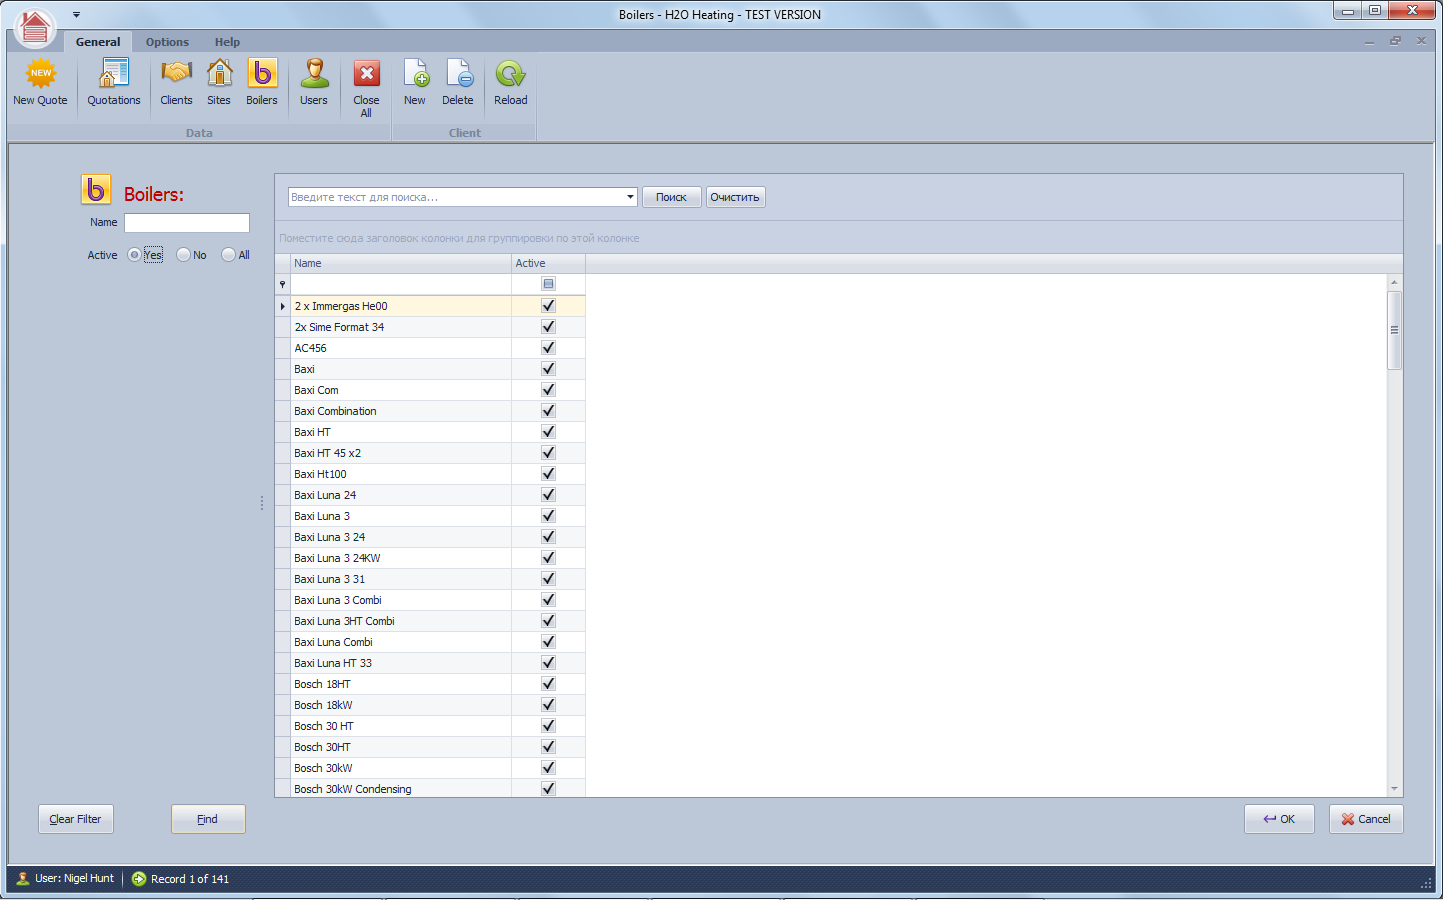 Boilers - H2O Heating - TEST VERSION
General Options Help
NEW
New Quote Quotations Clients Sites Boilers Users Close All New Delete Reload
Data Client
Boilers:
Name
Active Yes No All
Введите текст для поиска... Поиск Очистить
Поместите сюда заголовок колонки для группировки по этой колонке
Name Active
2 x Immergas He00
2x Sime Format 34
AC456
Baxi
Baxi Com
Baxi Combination
Baxi HT
Baxi HT 45 x2
Baxi Ht100
Baxi Luna 24
Baxi Luna 3
Baxi Luna 3 24
Baxi Luna 3 24KW
Baxi Luna 3 31
Baxi Luna 3 Combi
Baxi Luna 3HT Combi
Baxi Luna Combi
Baxi Luna HT 33
Bosch 18HT
Bosch 18kW
Bosch 30 HT
Bosch 30HT
Bosch 30kW
Bosch 30kW Condensing
Clear Filter Find OK Cancel
User: Nigel Hunt Record 1 of 141